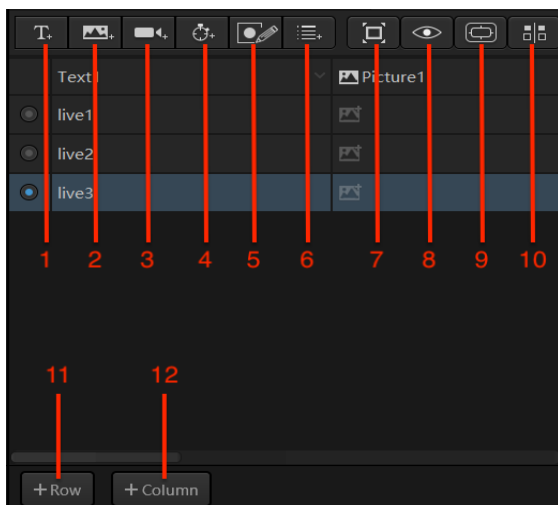 T+
Text1 Picture1
live1
live2
live3
1 2 3 4 5 6 7 8 9 10
11 12
+ Row + Column